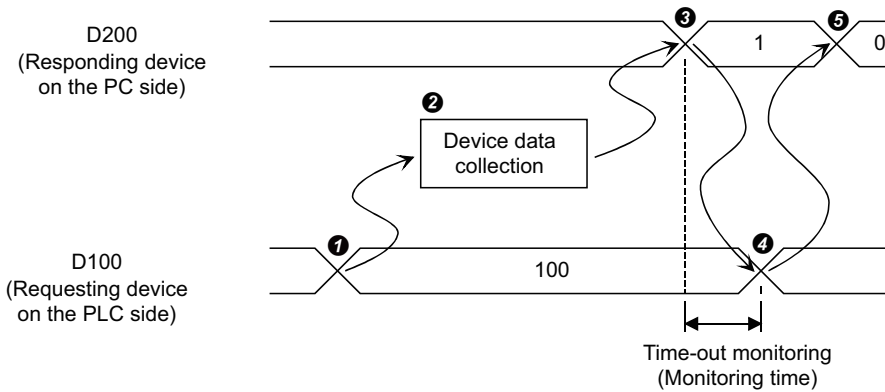 D200
(Responding device
on the PC side)
❸
1
❺
0
❷
Device data
collection
D100
(Requesting device
on the PLC side)
❶
100
❹
Time-out monitoring
(Monitoring time)